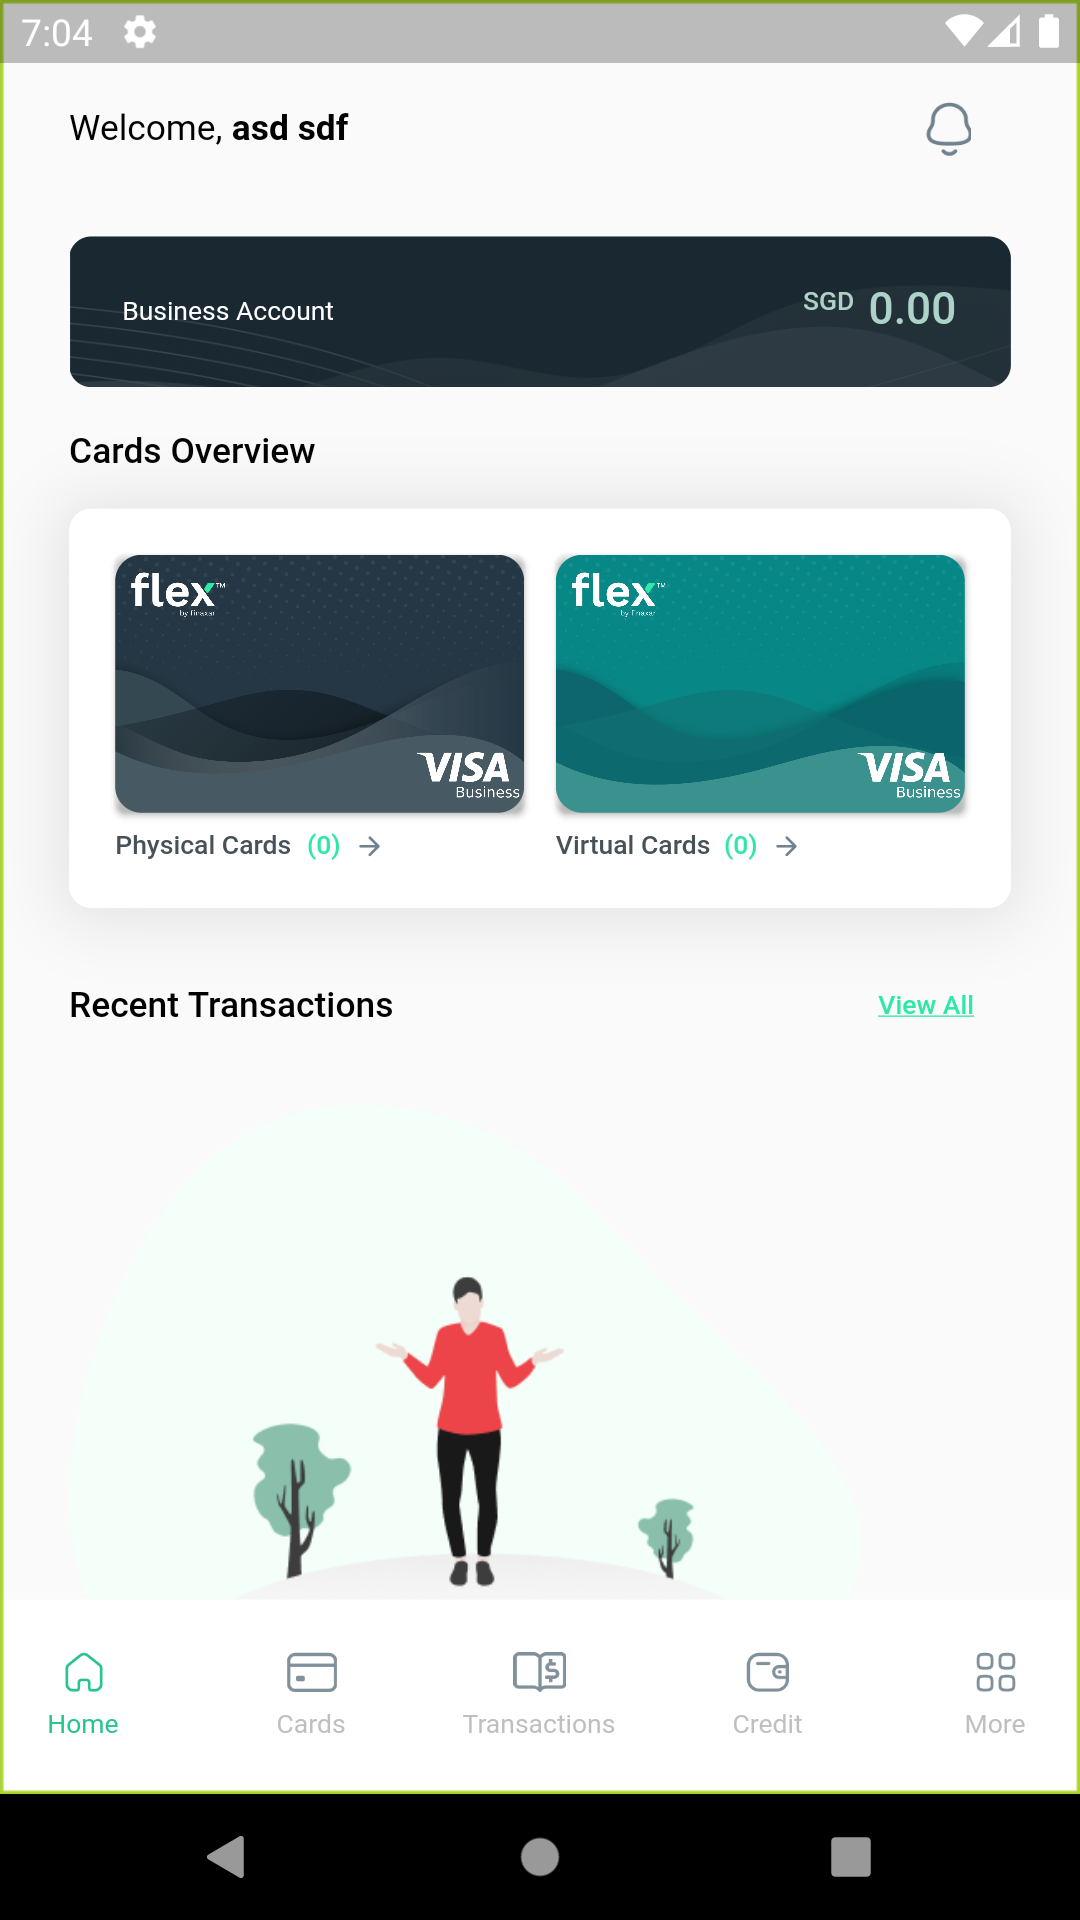 7:04
Welcome, asd sdf
Business Account
SGD 0.00
Cards Overview
flex™
by finaxar
VISA
Business
flex™
by finaxar
VISA
Business
Physical Cards (0)
Virtual Cards (0)
Recent Transactions
View All
Home
Cards
Transactions
Credit
More